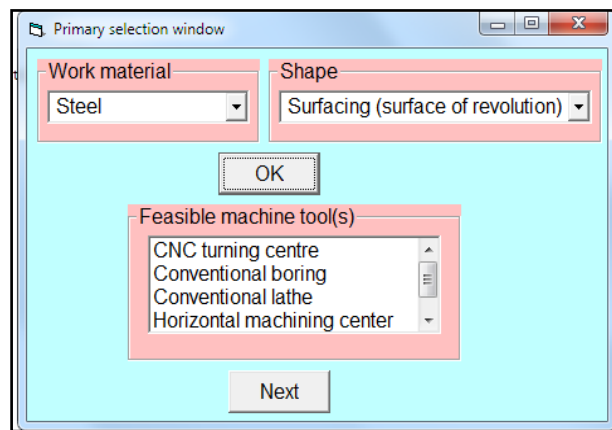 Primary selection window
Work material
Shape
Steel
Surfacing (surface of revolution)
OK
Feasible machine tool(s)
CNC turning centre
Conventional boring
Conventional lathe
Horizontal machining center
Next